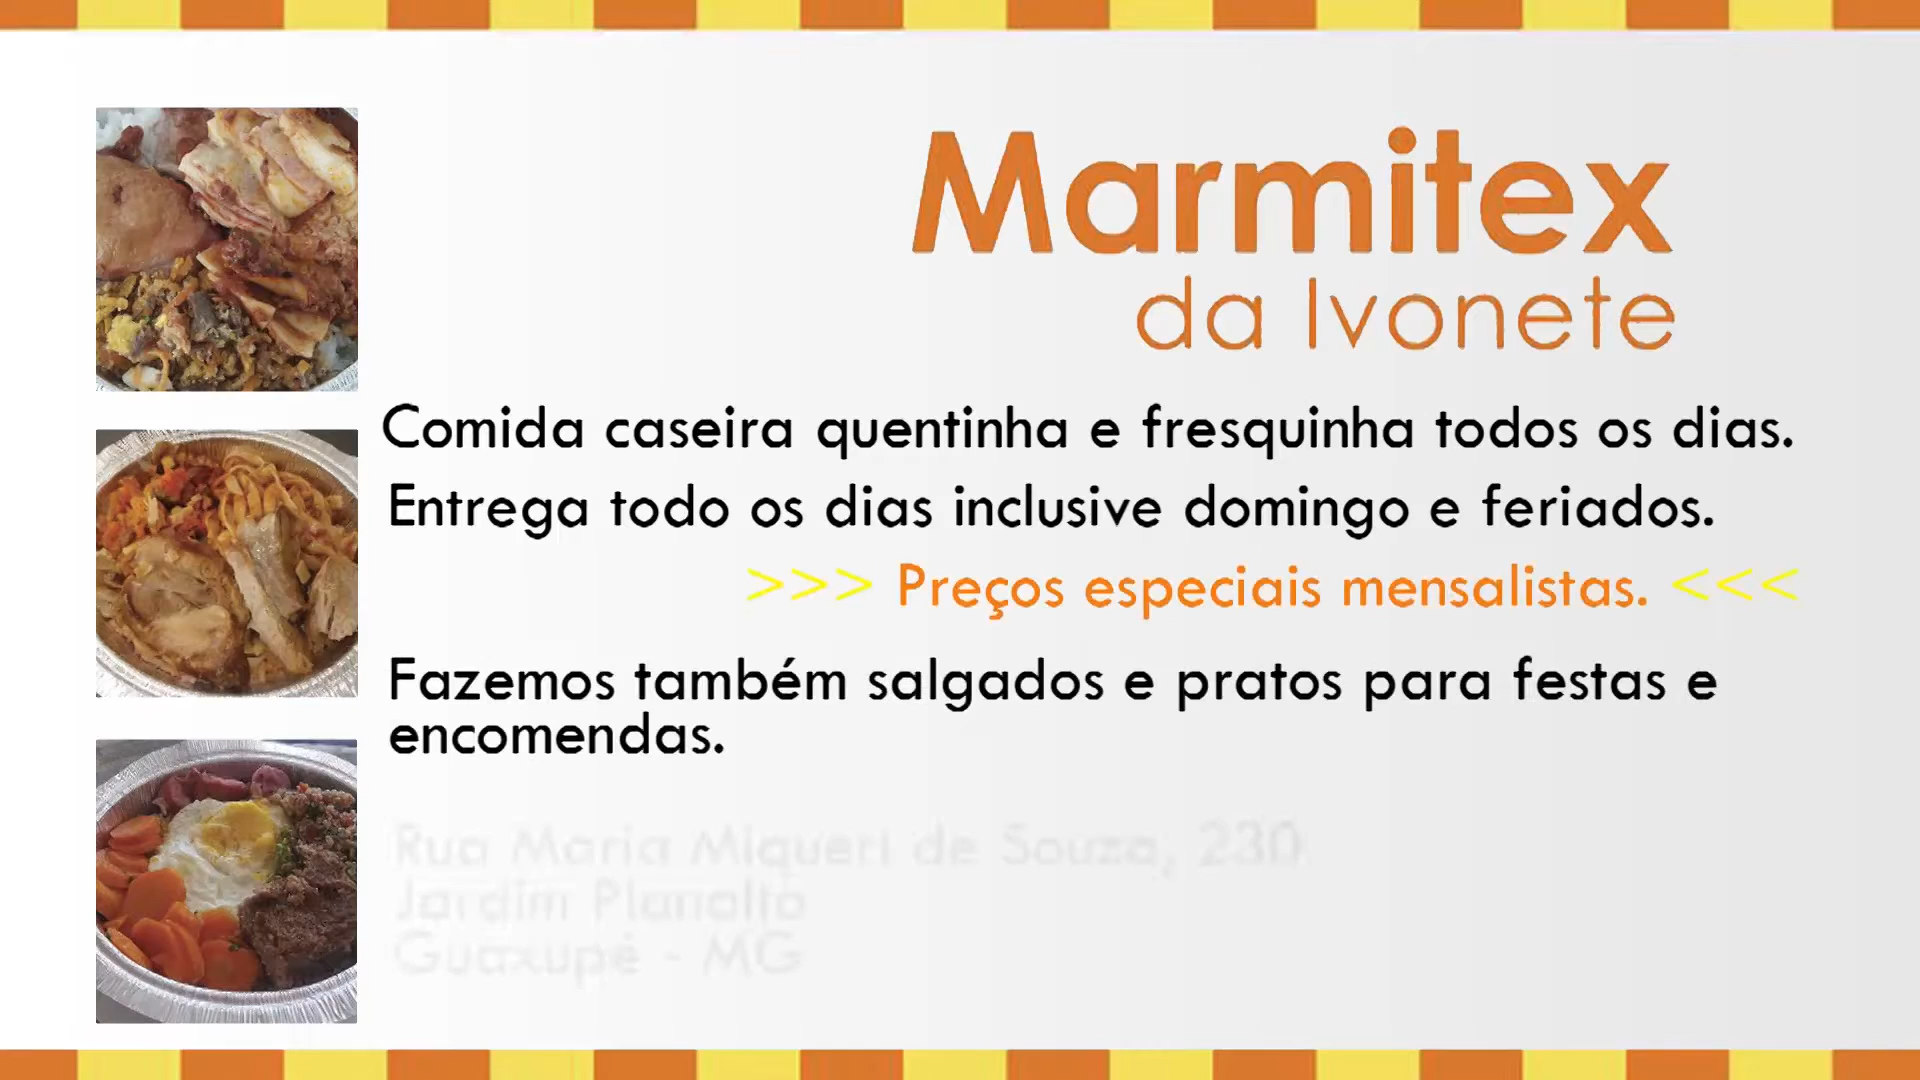 Marmitex
da Ivonete
Comida caseira quentinha e fresquinha todos os dias.
Entrega todo os dias inclusive domingo e feriados.
>>> Preços especiais mensalistas. <<<
Fazemos também salgados e pratos para festas e
encomendas.
Rua Maria Miqueri de Souza, 230
Jardim Planalto
Guaxupé - MG